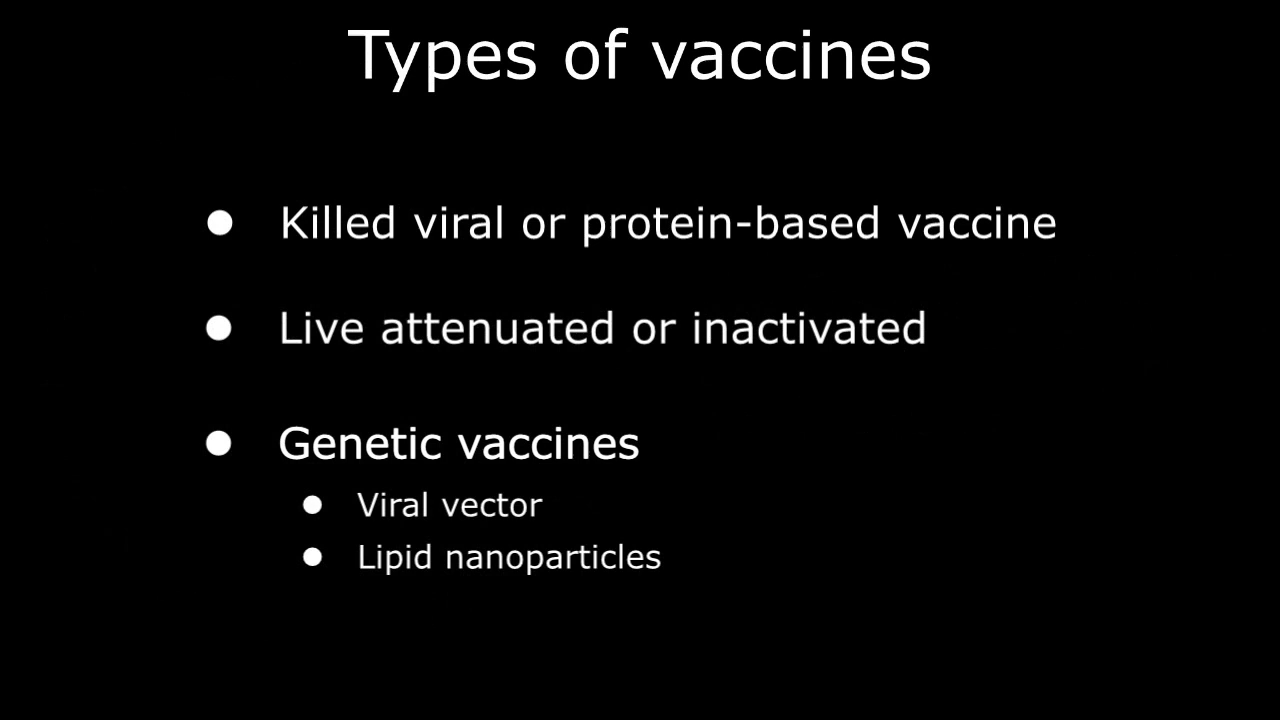 Types of vaccines
● Killed viral or protein-based vaccine
● Live attenuated or inactivated
● Genetic vaccines
● Viral vector
● Lipid nanoparticles